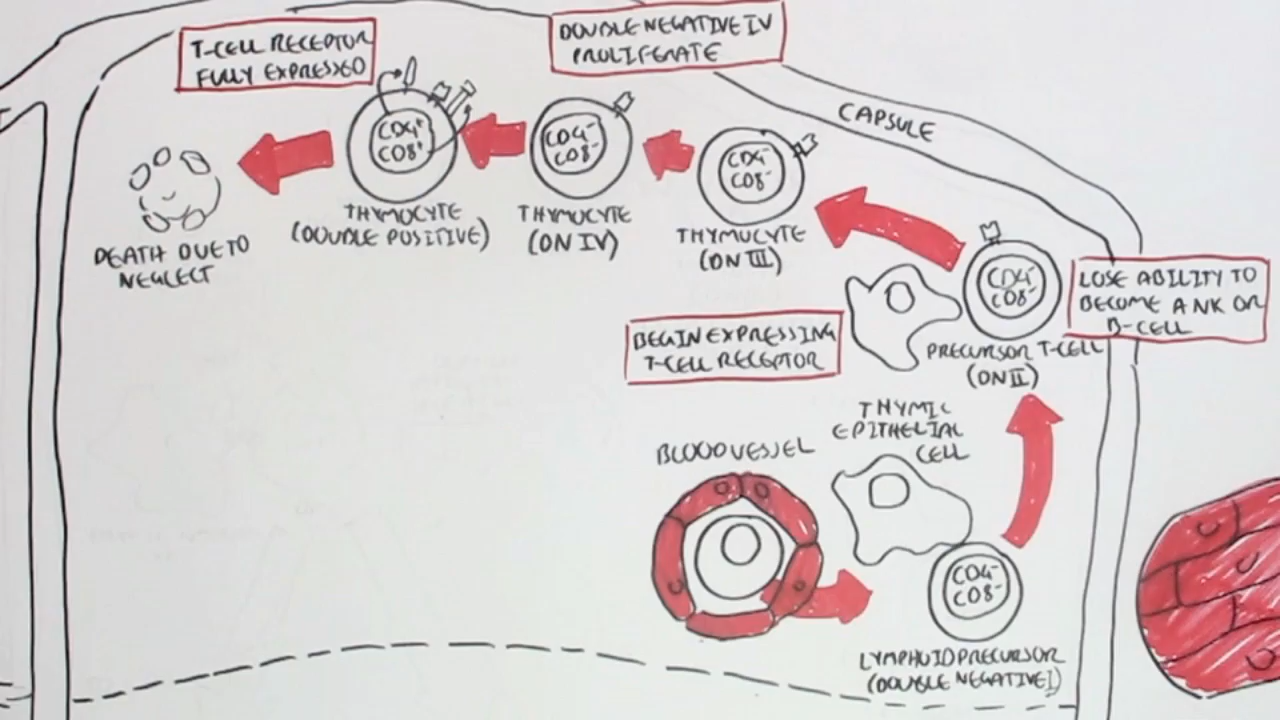 T-CELL RECEPTOR
FULLY EXPRESSED
DOUBLE NEGATIVE IV
PROLIFERATE
CAPSULE
CD4+
CD8+
CD4-
CD8-
CD4-
CD8-
THYMOCYTE
(DOUBLE POSITIVE)
THYMOCYTE
(DN IV)
THYMOCYTE
(DN III)
DEATH DUE TO
NEGLECT
CD4-
CD8-
LOSE ABILITY TO
BECOME A NK OR
B-CELL
BEGIN EXPRESSING
T-CELL RECEPTOR
PRECURSOR T-CELL
(DN II)
THYMIC
EPITHELIAL
CELL
BLOOD VESSEL
CD4-
CD8-
LYMPHOID PRECURSOR
(DOUBLE NEGATIVE I)